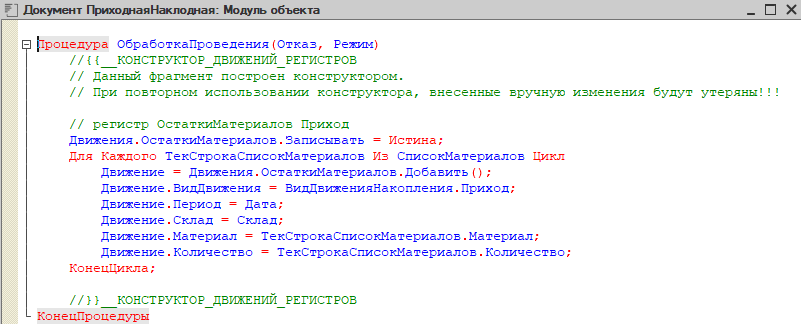 Документ ПриходнаяНаклодная: Модуль объекта
Процедура ОбработкаПроведения(Отказ, Режим)
//{{__КОНСТРУКТОР_ДВИЖЕНИЙ_РЕГИСТРОВ
// Данный фрагмент построен конструктором.
// При повторном использовании конструктора, внесенные вручную изменения будут утеряны!!!
// регистр ОстаткиМатериалов Приход
Движения.ОстаткиМатериалов.Записывать = Истина;
Для Каждого ТекСтрокаСписокМатериалов Из СписокМатериалов Цикл
Движение = Движения.ОстаткиМатериалов.Добавить();
Движение.ВидДвижения = ВидДвиженияНакопления.Приход;
Движение.Период = Дата;
Движение.Склад = Склад;
Движение.Материал = ТекСтрокаСписокМатериалов.Материал;
Движение.Количество = ТекСтрокаСписокМатериалов.Количество;
КонецЦикла;
//}}__КОНСТРУКТОР_ДВИЖЕНИЙ_РЕГИСТРОВ
КонецПроцедуры